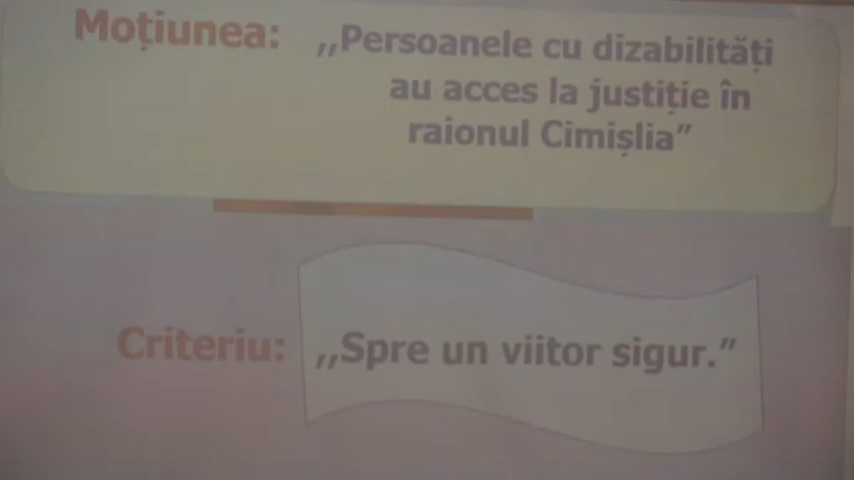 Moțiunea: ,,Persoanele cu dizabilități
au acces la justiție în
raionul Cimișlia”
Criteriu: ,,Spre un viitor sigur.”